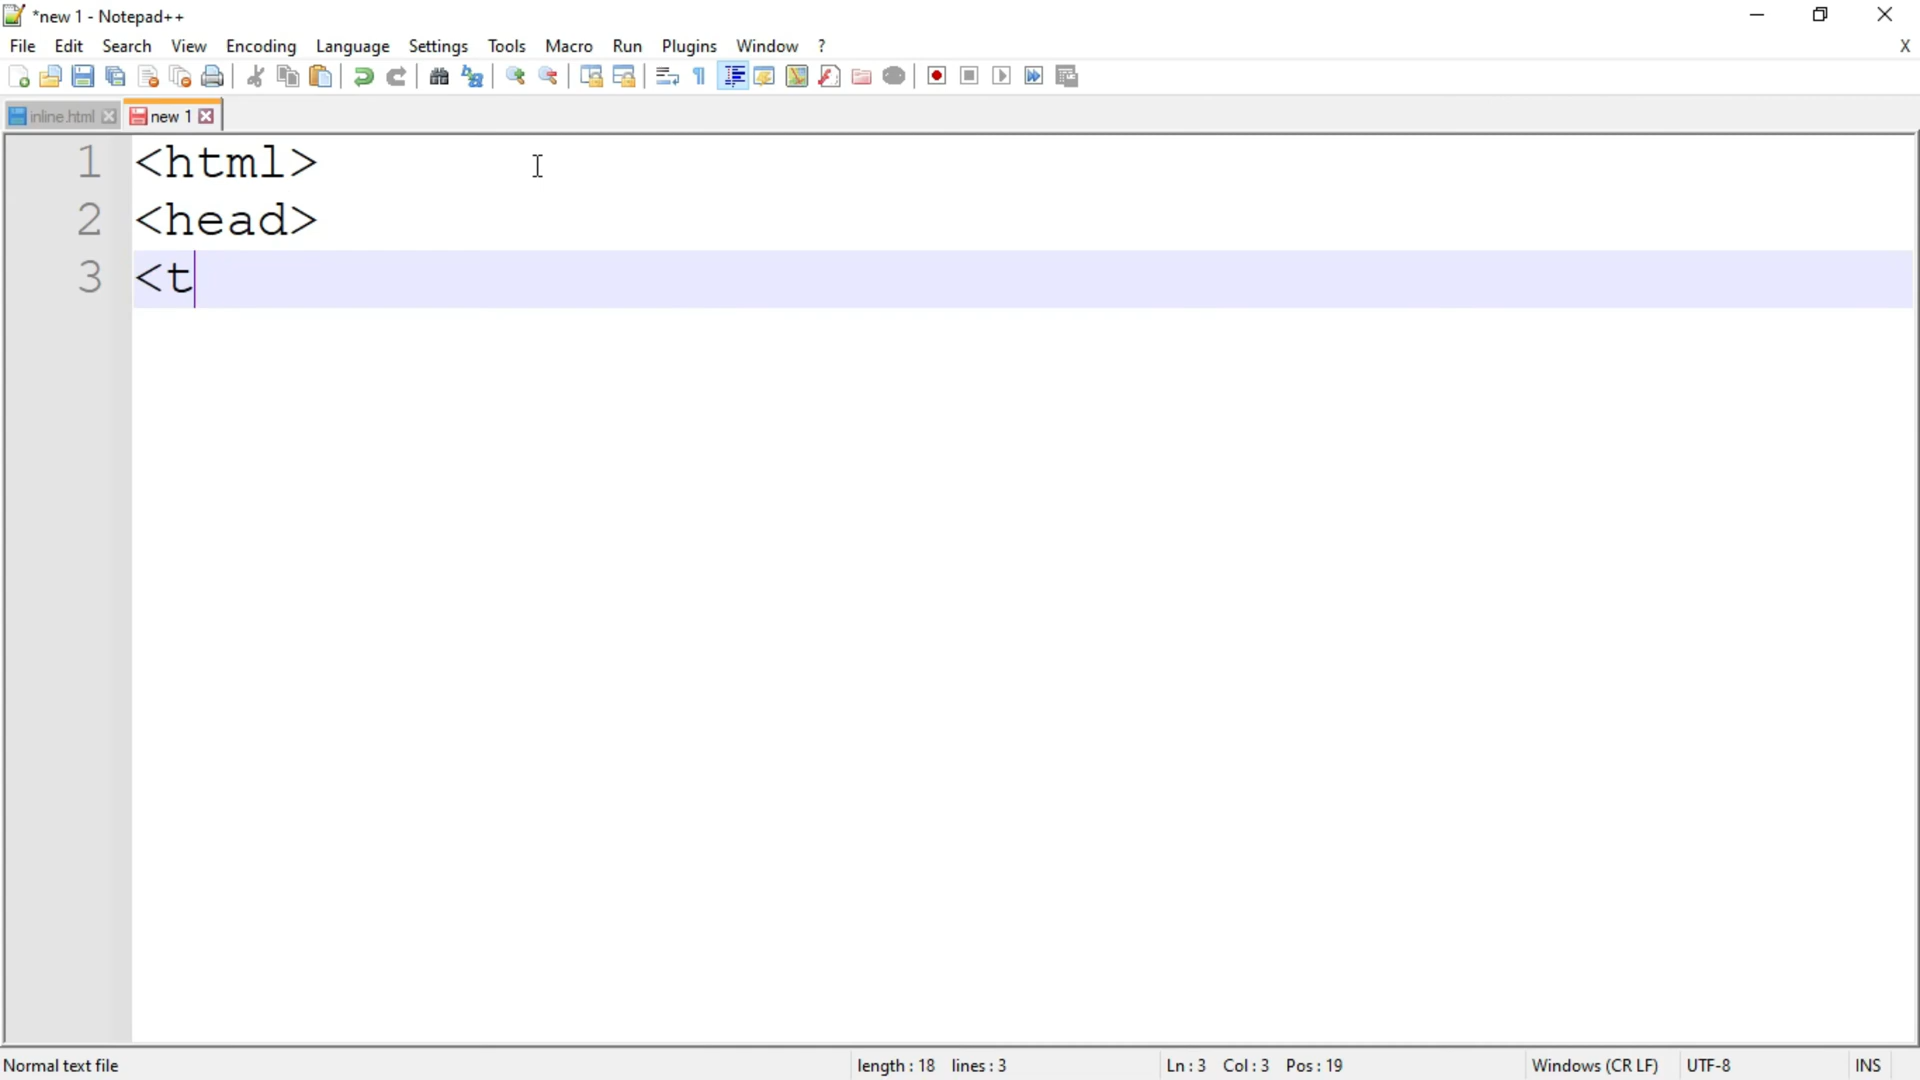 *new 1 - Notepad++
File Edit Search View Encoding Language Settings Tools Macro Run Plugins Window ? X
inline.html new 1
1 <html>
2 <head>
3 <t
Normal text file length : 18 lines : 3 Ln : 3 Col : 3 Pos : 19 Windows (CR LF) UTF-8 INS